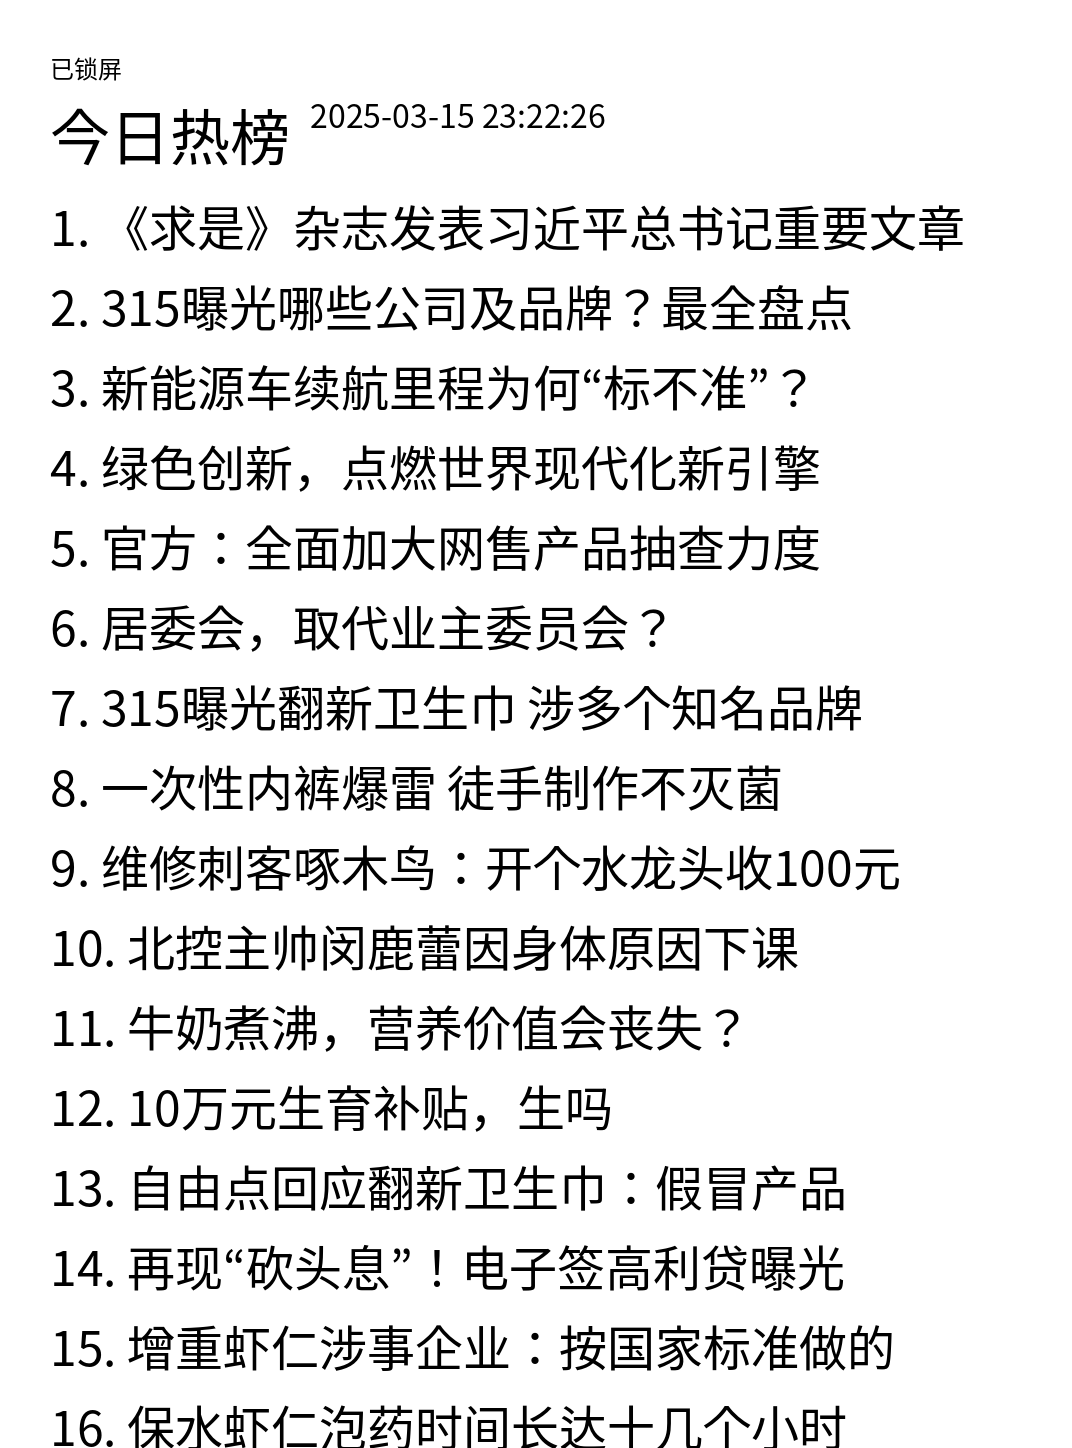 已锁屏
今日热榜 2025-03-15 23:22:26
1. 《求是》杂志发表习近平总书记重要文章
2. 315曝光哪些公司及品牌？最全盘点
3. 新能源车续航里程为何“标不准”？
4. 绿色创新，点燃世界现代化新引擎
5. 官方：全面加大网售产品抽查力度
6. 居委会，取代业主委员会？
7. 315曝光翻新卫生巾 涉多个知名品牌
8. 一次性内裤爆雷 徒手制作不灭菌
9. 维修刺客啄木鸟：开个水龙头收100元
10. 北控主帅闵鹿蕾因身体原因下课
11. 牛奶煮沸，营养价值会丧失？
12. 10万元生育补贴，生吗
13. 自由点回应翻新卫生巾：假冒产品
14. 再现“砍头息”！电子签高利贷曝光
15. 增重虾仁涉事企业：按国家标准做的
16. 保水虾仁泡药时间长达十几个小时